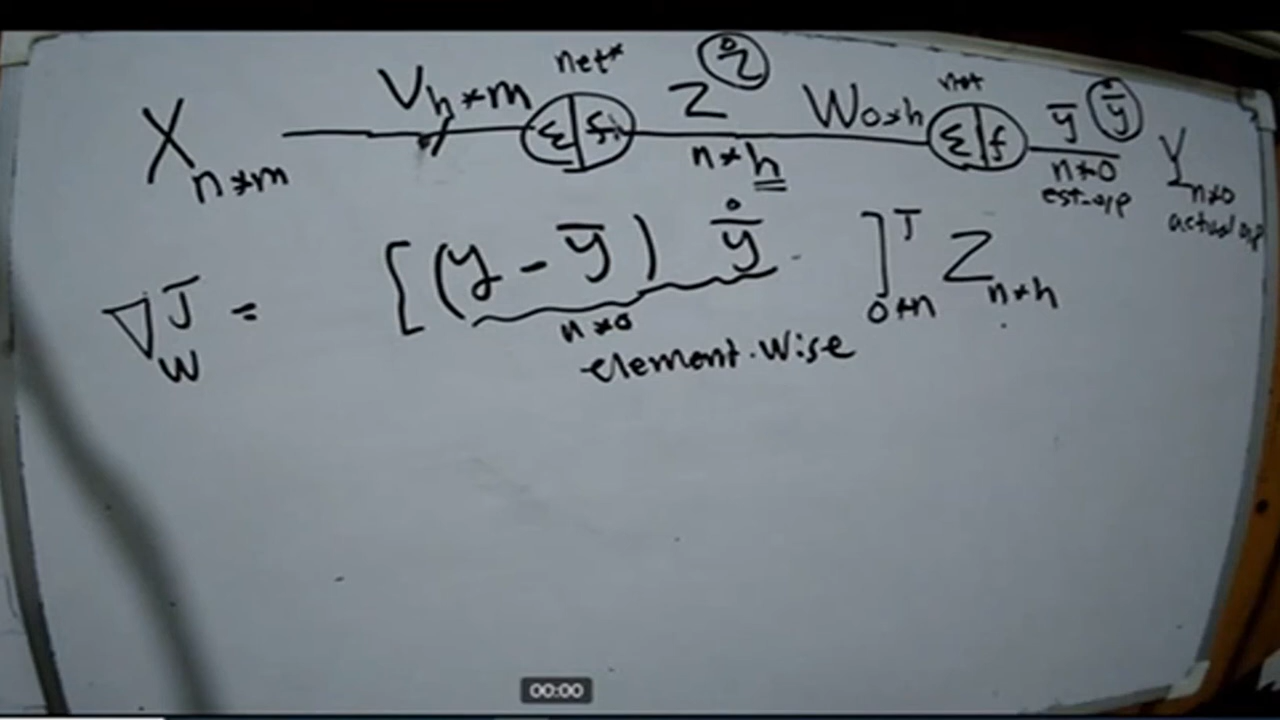 X n*m V h*m net* Σ f Z Ż n*h W o*h net Σ f ȳ ȳ̇ n*o est_o/p Y n*o actual o/p
∇J W = [(y - ȳ) ȳ̇ ]ᵀ o*n Z n*h
n*o
element.wise
00:00